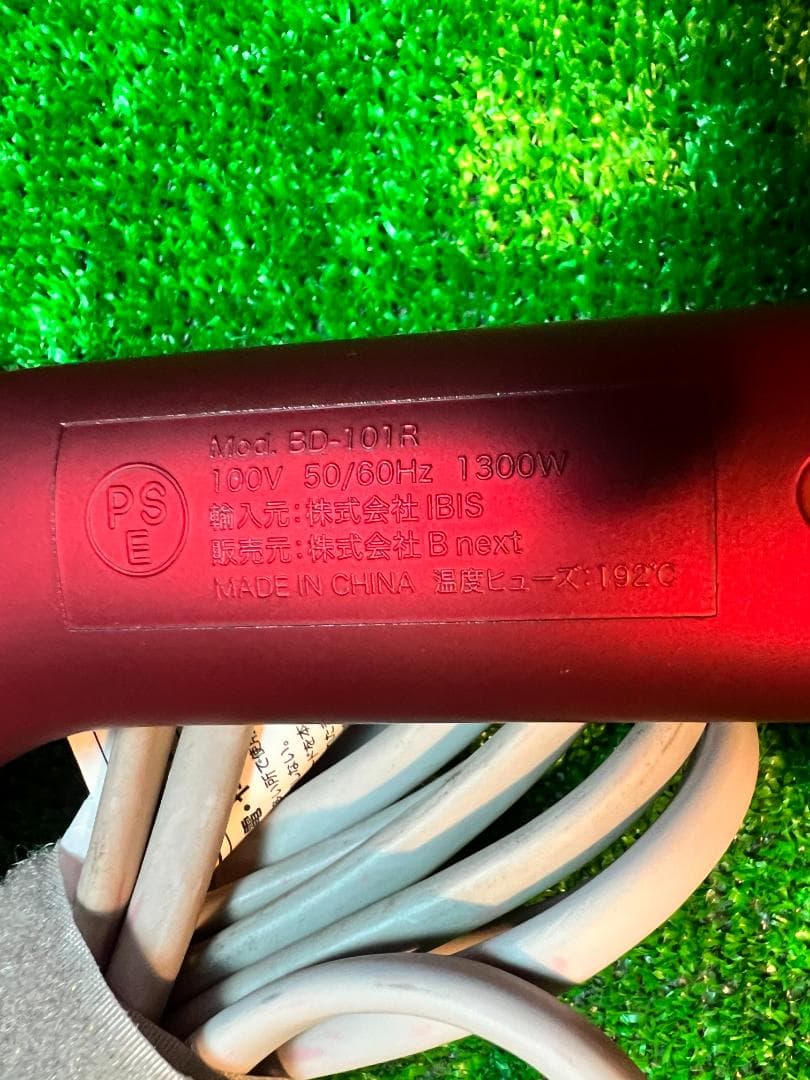 Mod. BD-101R
100V 50/60Hz 1300W
輸入元:株式会社 IBIS
販売元:株式会社 B next
MADE IN CHINA 温度ヒューズ:192℃
PS
E